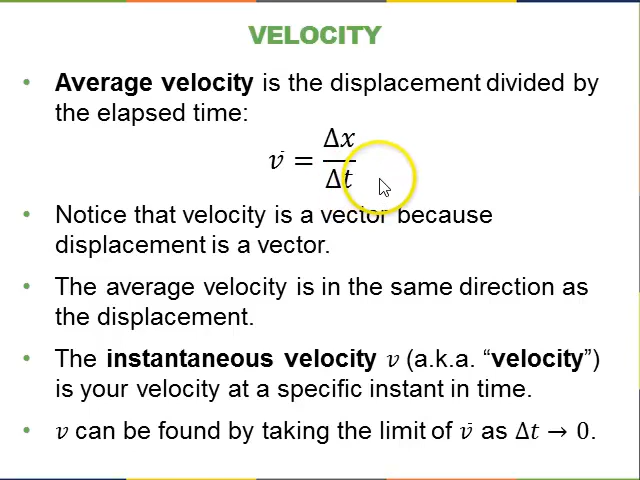 VELOCITY
• Average velocity is the displacement divided by
the elapsed time:
v̄ = Δx/Δt
• Notice that velocity is a vector because
displacement is a vector.
• The average velocity is in the same direction as
the displacement.
• The instantaneous velocity v (a.k.a. “velocity”)
is your velocity at a specific instant in time.
• v can be found by taking the limit of v̄ as Δt → 0.